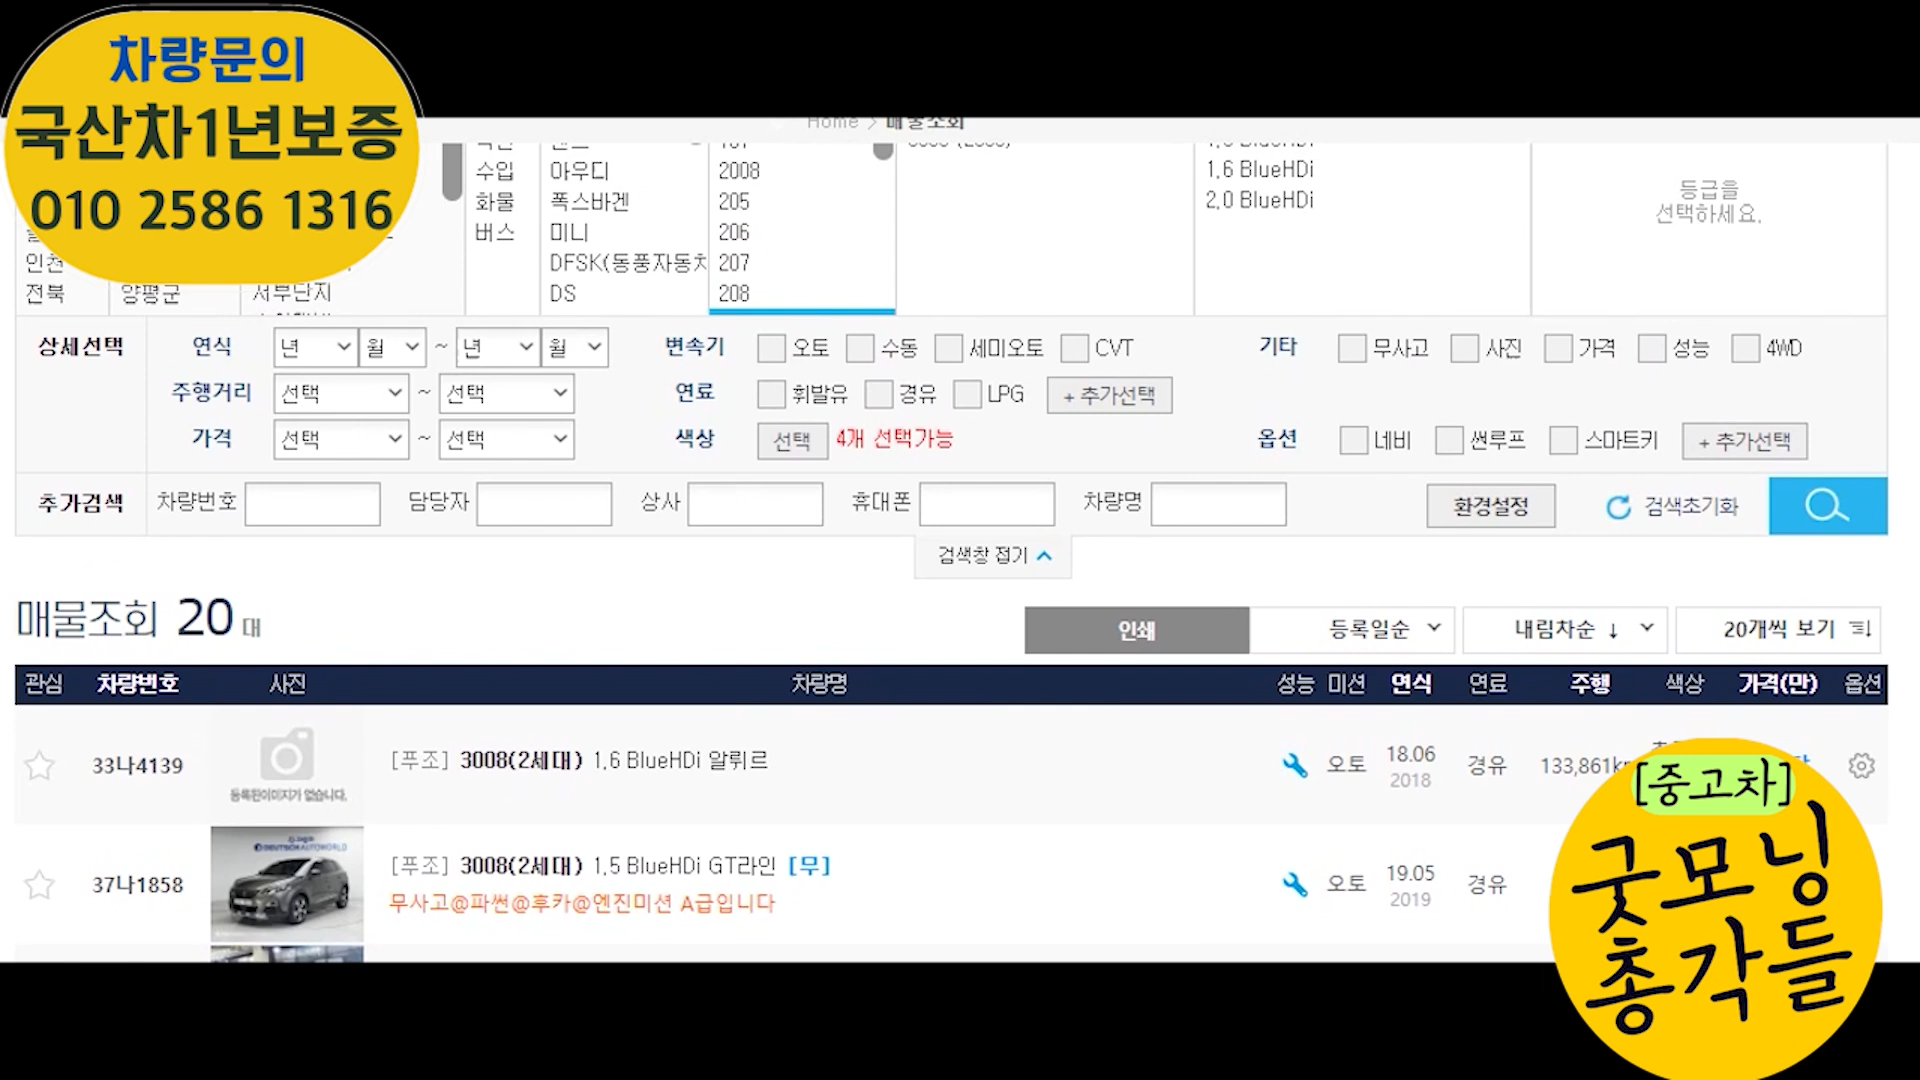 차량문의
국산차1년보증
010 2586 1316
Home > 매물조회
수입 아우디 2008 1,6 BlueHDi
화물 폭스바겐 205 2,0 BlueHDi
버스 미니 206
등급을
선택하세요.
인천 DFSK(동풍자동차 207
전북 양평군 서부단지 DS 208
상세선택 연식 년 월 ~ 년 월 변속기 오토 수동 세미오토 CVT 기타 무사고 사진 가격 성능 4WD
주행거리 선택 ~ 선택 연료 휘발유 경유 LPG + 추가선택
가격 선택 ~ 선택 색상 선택 4개 선택가능 옵션 네비 썬루프 스마트키 + 추가선택
추가검색 차량번호 담당자 상사 휴대폰 차량명 환경설정 검색초기화
검색창 접기
매물조회 20 대
인쇄 등록일순 내림차순 ↓ 20개씩 보기
관심 차량번호 사진 차량명 성능 미션 연식 연료 주행 색상 가격(만) 옵션
등록된이미지가 없습니다.
33나4139 [푸조] 3008(2세대) 1,6 BlueHDi 알뤼르 오토 18.06 경유 133,861k
2018
DEUTSCH AUTOWORLD
37나1858 [푸조] 3008(2세대) 1,5 BlueHDi GT라인 [무] 오토 19.05 경유
2019
무사고@파썬@후카@엔진미션 A급입니다
[중고차]
굿모닝
총각들